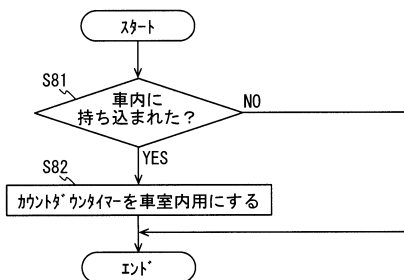 スタート
S81
車内に
持ち込まれた？
NO
YES
S82
カウントダウンタイマーを車室内用にする
エンド